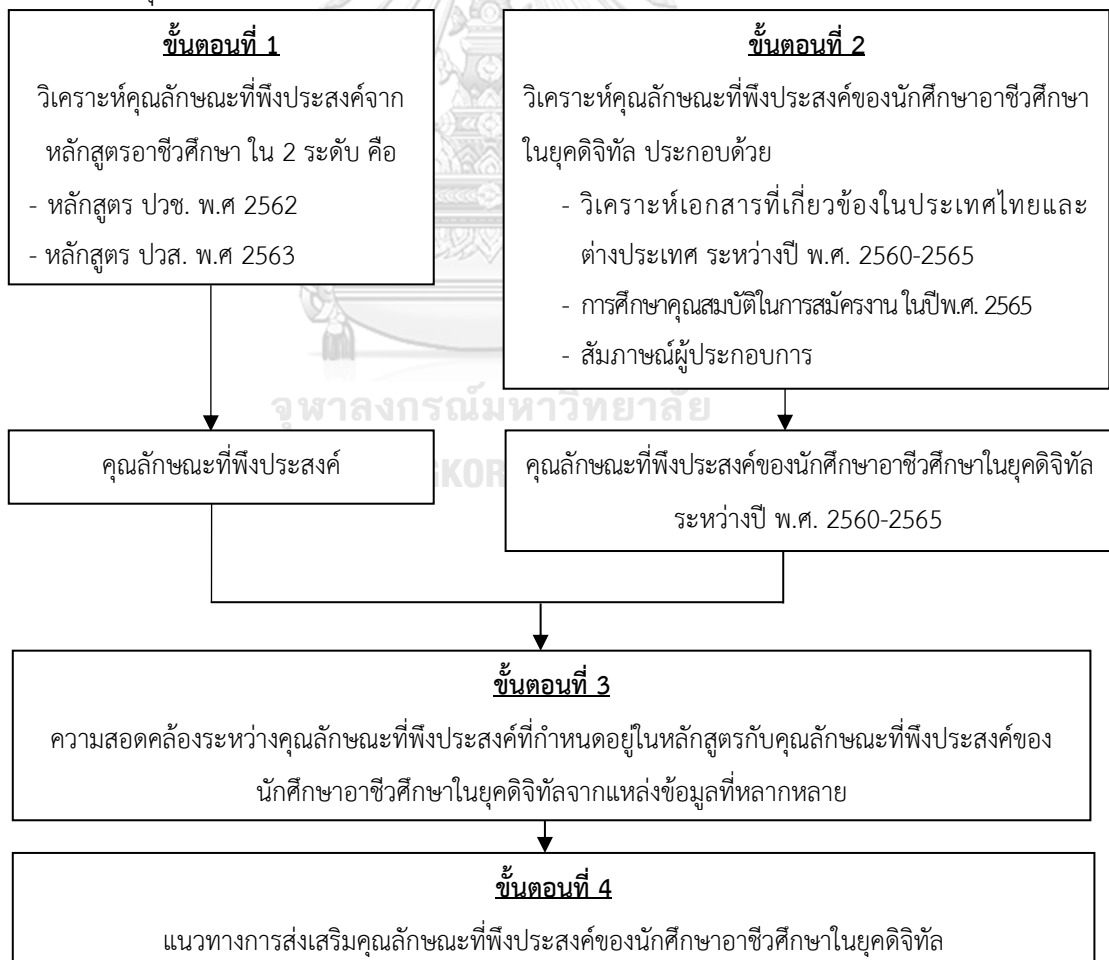 ขั้นตอนที่ 1
วิเคราะห์คุณลักษณะที่พึงประสงค์จาก
หลักสูตรอาชีวศึกษา ใน 2 ระดับ คือ
- หลักสูตร ปวช. พ.ศ 2562
- หลักสูตร ปวส. พ.ศ 2563
ขั้นตอนที่ 2
วิเคราะห์คุณลักษณะที่พึงประสงค์ของนักศึกษาอาชีวศึกษา
ในยุคดิจิทัล ประกอบด้วย
- วิเคราะห์เอกสารที่เกี่ยวข้องในประเทศไทยและ
ต่างประเทศ ระหว่างปี พ.ศ. 2560-2565
- การศึกษาคุณสมบัติในการสมัครงาน ในปีพ.ศ. 2565
- สัมภาษณ์ผู้ประกอบการ
จุฬาลงกรณ์มหาวิทยาลัย
คุณลักษณะที่พึงประสงค์
KOR
คุณลักษณะที่พึงประสงค์ของนักศึกษาอาชีวศึกษาในยุคดิจิทัล
ระหว่างปี พ.ศ. 2560-2565
ขั้นตอนที่ 3
ความสอดคล้องระหว่างคุณลักษณะที่พึงประสงค์ที่กำหนดอยู่ในหลักสูตรกับคุณลักษณะที่พึงประสงค์ของ
นักศึกษาอาชีวศึกษาในยุคดิจิทัลจากแหล่งข้อมูลที่หลากหลาย
ขั้นตอนที่ 4
แนวทางการส่งเสริมคุณลักษณะที่พึงประสงค์ของนักศึกษาอาชีวศึกษาในยุคดิจิทัล